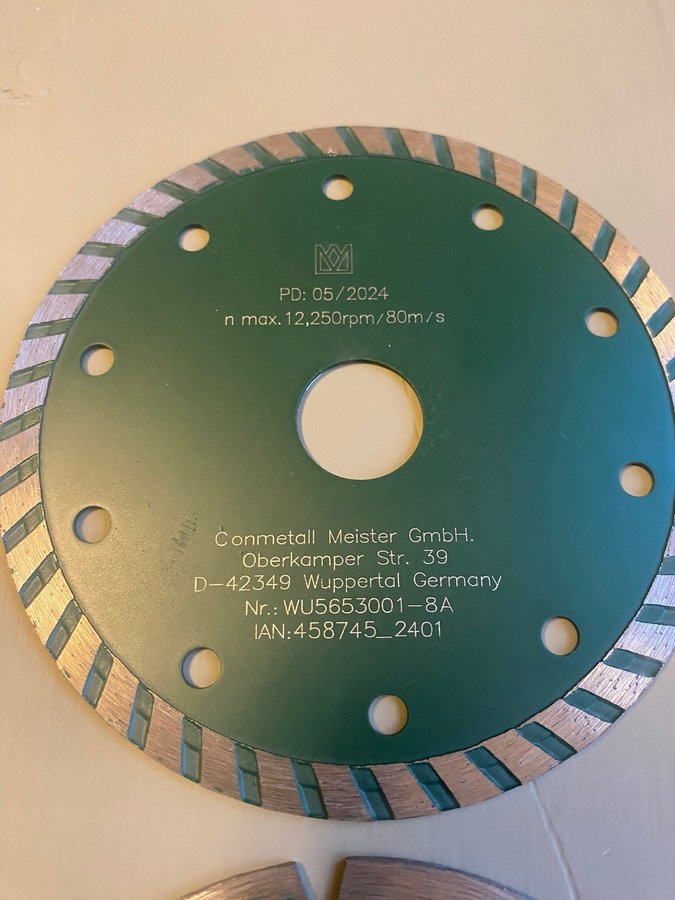 PD: 05/2024
n max. 12,250rpm/80m/s
Conmetall Meister GmbH.
Oberkamper Str. 39
D-42349 Wuppertal Germany
Nr.: WU5653001-8A
IAN:458745_2401